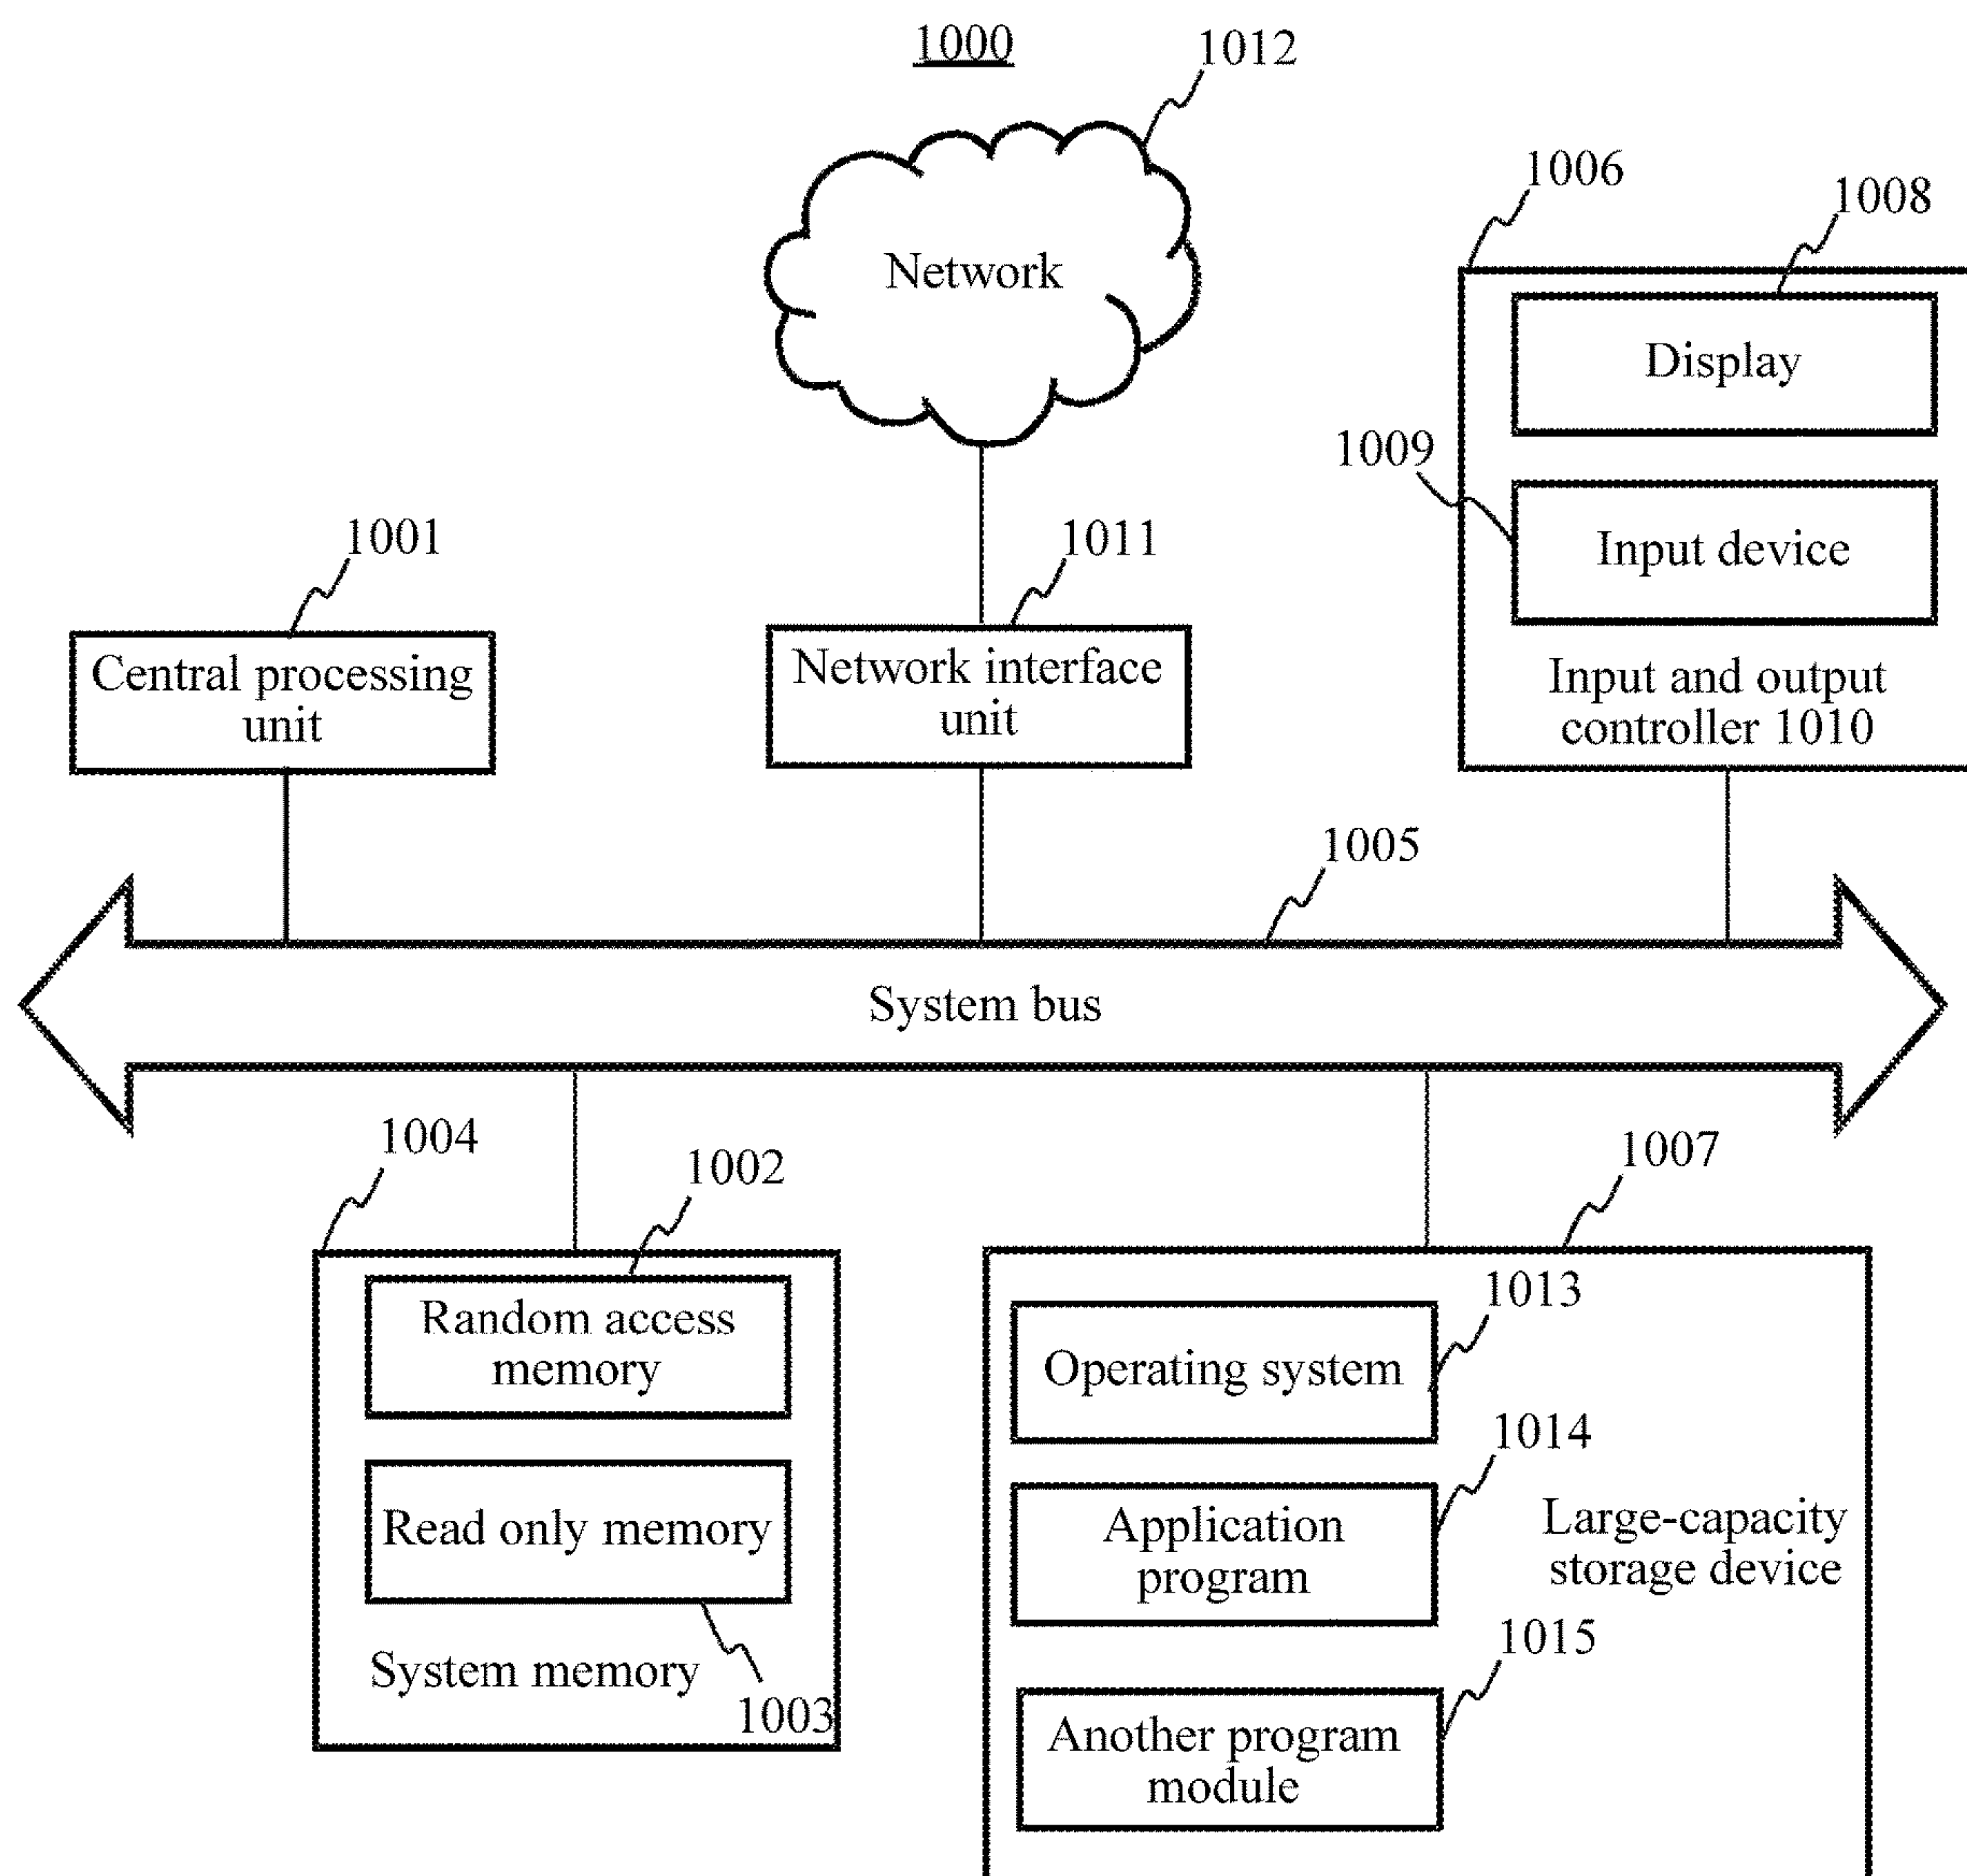 1000
1012
Network
1006
1008
Display
1009
Input device
Input and output
controller 1010
1001
Central processing
unit
1011
Network interface
unit
1005
System bus
1004
1002
Random access
memory
Read only memory
System memory
1003
1007
1013
Operating system
1014
Application
program
Large-capacity
storage device
1015
Another program
module